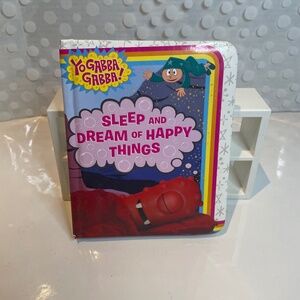 YO GABBA
GABBA!
SLEEP AND
DREAM OF HAPPY
THINGS